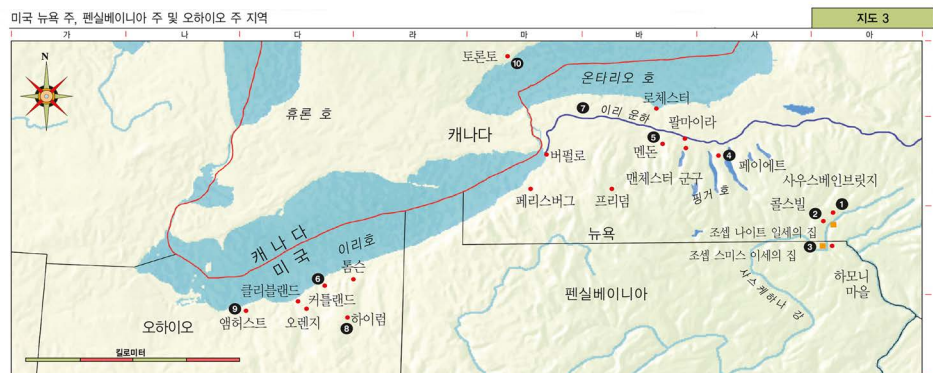 미국 뉴욕 주, 펜실베이니아 주 및 오하이오 주 지역
지도 3
가 나 다 라 마 바 사 아
N
토론토
10
온타리오 호
휴론 호
로체스터
7
이리 운하
팔마이라
캐나다
5
멘돈
버펄로
4
페이에트
맨체스터 군구
사우스베인브릿지
핑거 호
페리스버그
프리덤
콜스빌
1
2
뉴욕
조셉 나이트 일세의 집
캐나다
미국
이리호
조셉 스미스 이세의 집
3
톰슨
6
클리블랜드
커틀랜드
서스케하나 강
하모니
마을
펜실베이니아
9
앰허스트
오렌지
하이럼
8
오하이오
킬로미터